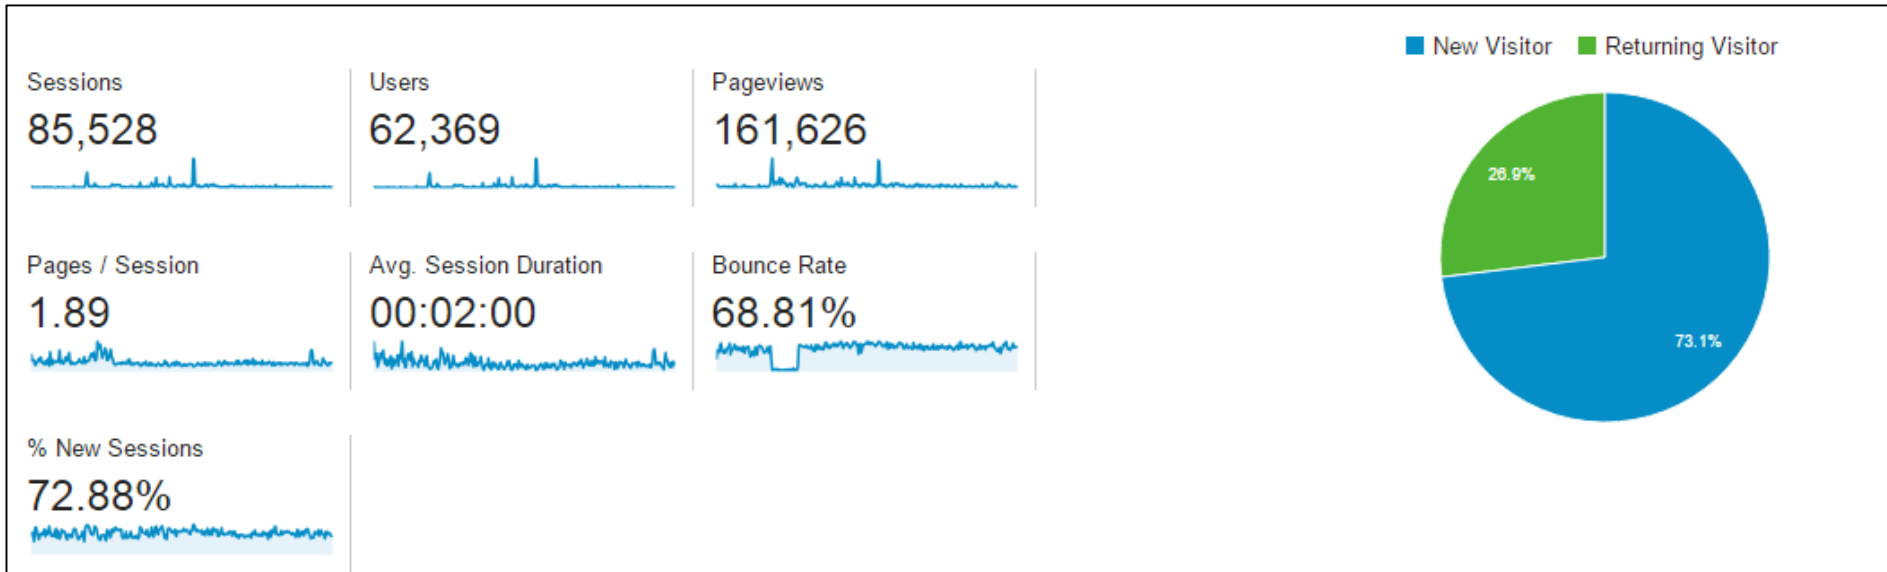 New Visitor Returning Visitor
Sessions
85,528
Users
62,369
Pageviews
161,626
Pages / Session
1.89
Avg. Session Duration
00:02:00
Bounce Rate
68.81%
% New Sessions
72.88%
26.9%
73.1%